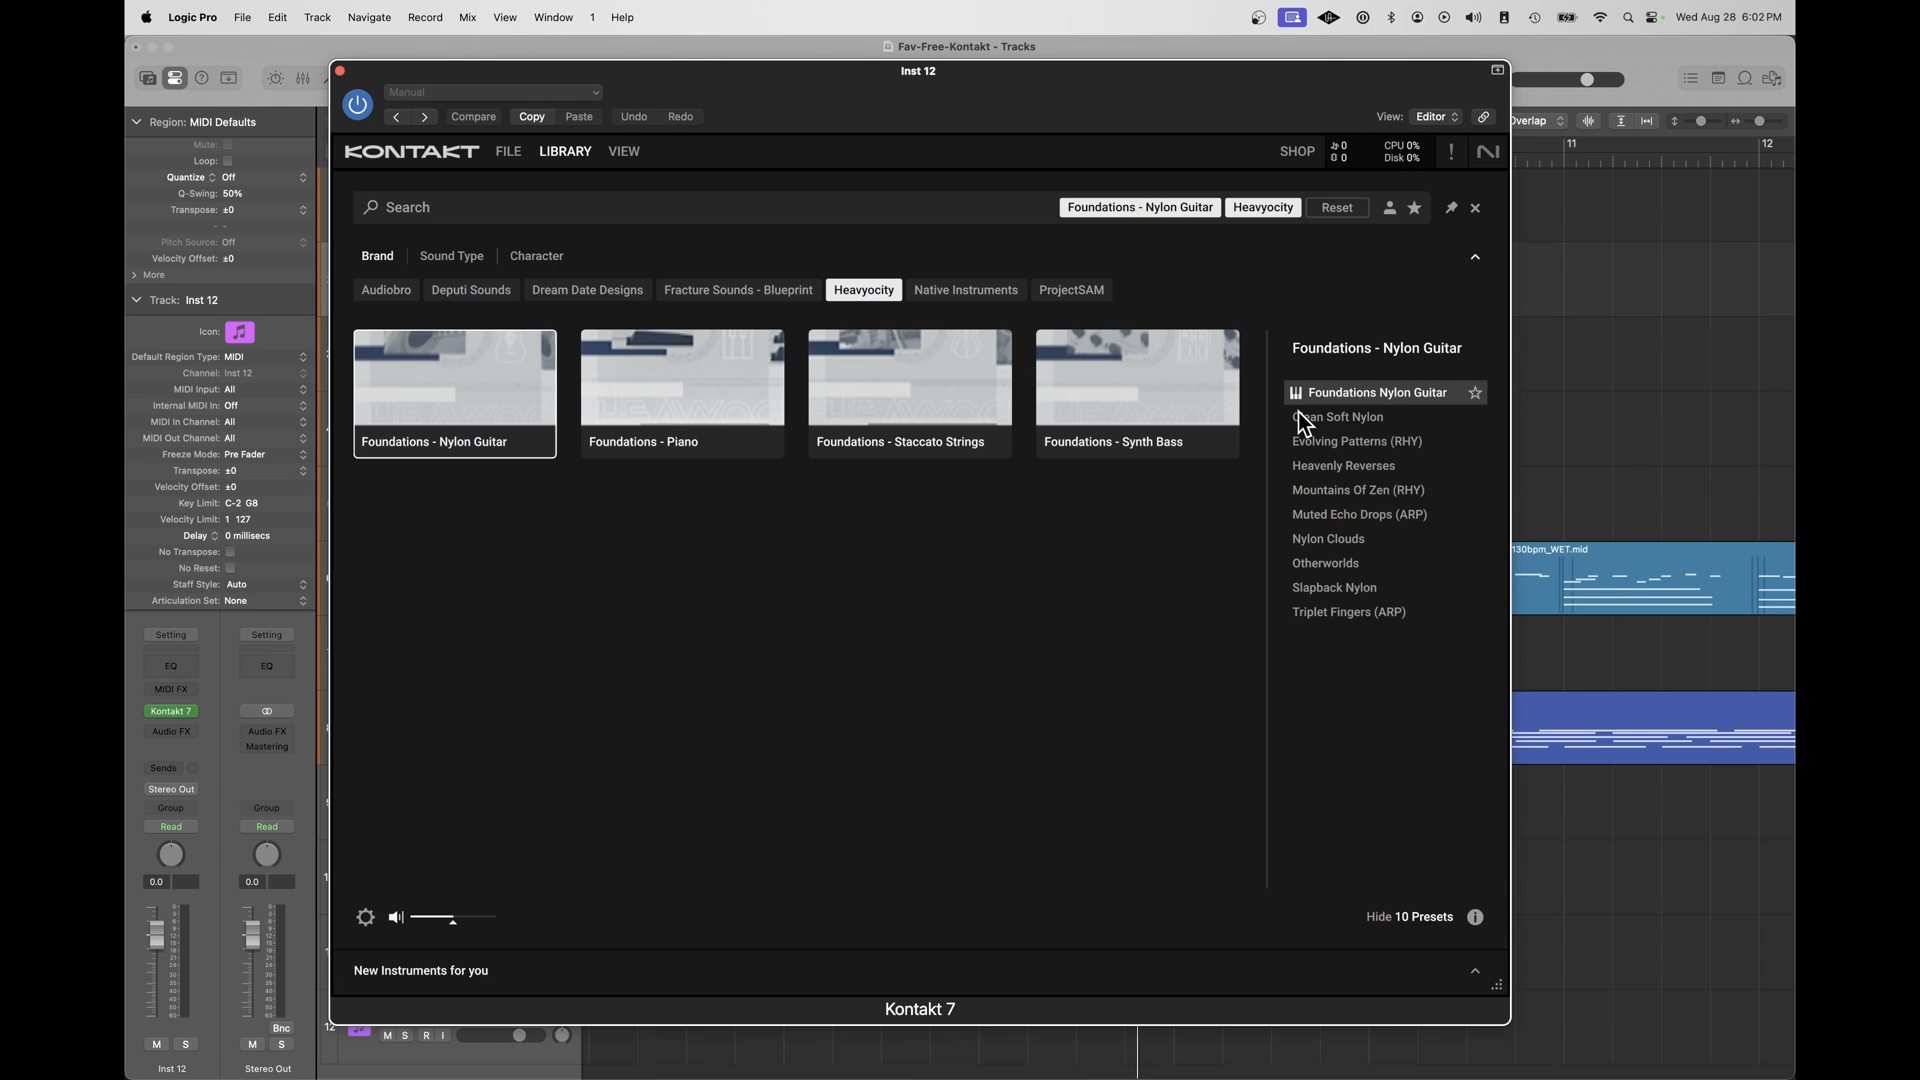 Logic Pro File Edit Track Navigate Record Mix View Window 1 Help
Wed Aug 28 6:02 PM
Fav-Free-Kontakt - Tracks
Inst 12
Manual
Compare Copy Paste Undo Redo
View: Editor
KONTAKT FILE LIBRARY VIEW
SHOP
0
0
CPU 0%
Disk 0%
Search
Foundations - Nylon Guitar Heavyocity Reset
Brand Sound Type Character
Audiobro Deputi Sounds Dream Date Designs Fracture Sounds - Blueprint Heavyocity Native Instruments ProjectSAM
Foundations - Nylon Guitar
Foundations - Piano
Foundations - Staccato Strings
Foundations - Synth Bass
Foundations - Nylon Guitar
Foundations Nylon Guitar
Soft Nylon
Evolving Patterns (RHY)
Heavenly Reverses
Mountains Of Zen (RHY)
Muted Echo Drops (ARP)
Nylon Clouds
Otherworlds
Slapback Nylon
Triplet Fingers (ARP)
Hide 10 Presets
New Instruments for you
Kontakt 7
Region: MIDI Defaults
Mute:
Loop:
Quantize Off
Q-Swing: 50%
Transpose: ±0
- -
Pitch Source: Off
Velocity Offset: ±0
More
Track: Inst 12
Icon:
Default Region Type: MIDI
Channel: Inst 12
MIDI Input: All
Internal MIDI In: Off
MIDI In Channel: All
MIDI Out Channel: All
Freeze Mode: Pre Fader
Transpose: ±0
Velocity Offset: ±0
Key Limit: C-2 G8
Velocity Limit: 1 127
Delay 0 millisecs
No Transpose:
No Reset:
Staff Style: Auto
Articulation Set: None
Setting Setting
EQ EQ
MIDI FX
Kontakt 7
Audio FX Audio FX
Mastering
Sends
Stereo Out
Group Group
Read Read
0.0 0.0
Bnc
M S M S
Inst 12 Stereo Out
12 M S R I
Overlap
11 12
130bpm_WET.mid